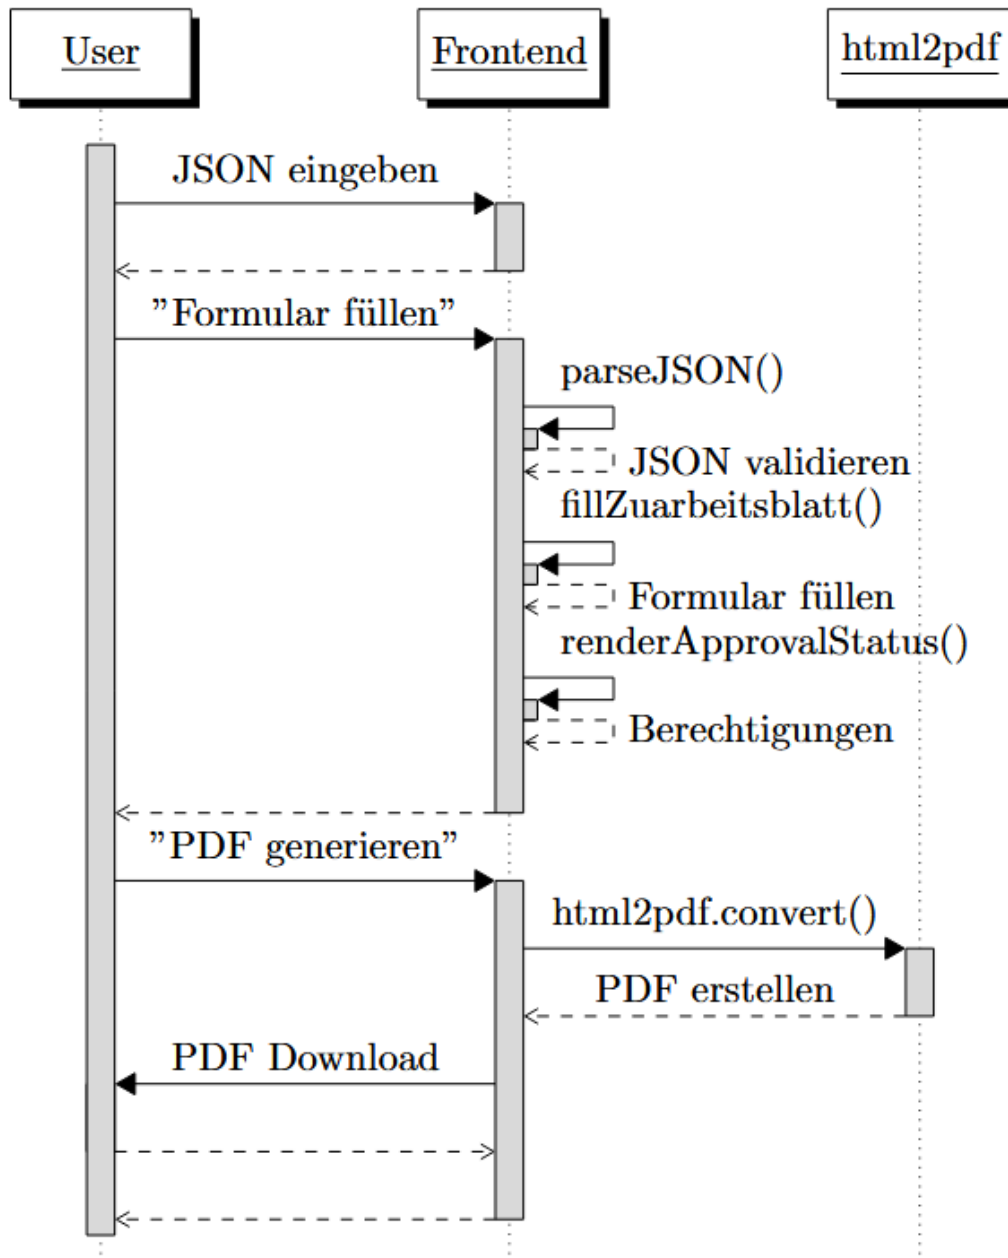 User
Frontend
html2pdf
JSON eingeben
"Formular füllen"
parseJSON()
JSON validieren
fillZuarbeitsblatt()
Formular füllen
renderApprovalStatus()
Berechtigungen
"PDF generieren"
html2pdf.convert()
PDF erstellen
PDF Download